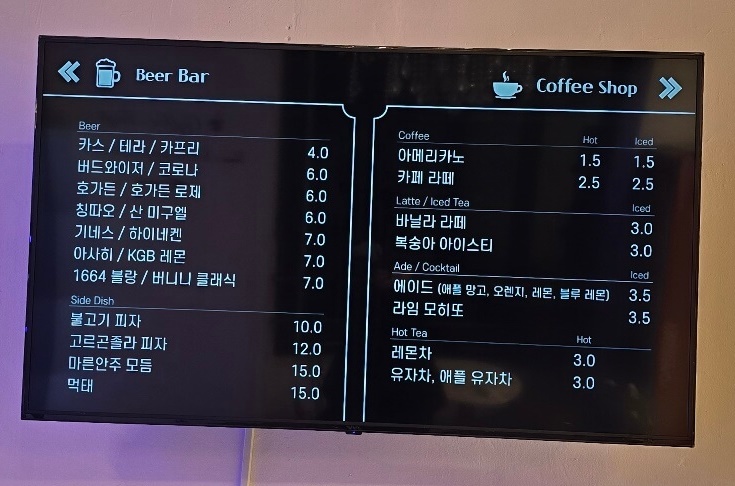 Beer Bar
Beer
카스 / 테라 / 카프리 4.0
버드와이저 / 코로나 6.0
호가든 / 호가든 로제 6.0
칭따오 / 산 미구엘 6.0
기네스 / 하이네켄 7.0
아사히 / KGB 레몬 7.0
1664 블랑 / 버니니 클래식 7.0
Side Dish
불고기 피자 10.0
고르곤졸라 피자 12.0
마른안주 모듬 15.0
먹태 15.0
Coffee Shop
Coffee Hot Iced
아메리카노 1.5 1.5
카페 라떼 2.5 2.5
Latte / Iced Tea Iced
바닐라 라떼 3.0
복숭아 아이스티 3.0
Ade / Cocktail Iced
에이드 (애플 망고, 오렌지, 레몬, 블루 레몬) 3.5
라임 모히또 3.5
Hot Tea Hot
레몬차 3.0
유자차, 애플 유자차 3.0